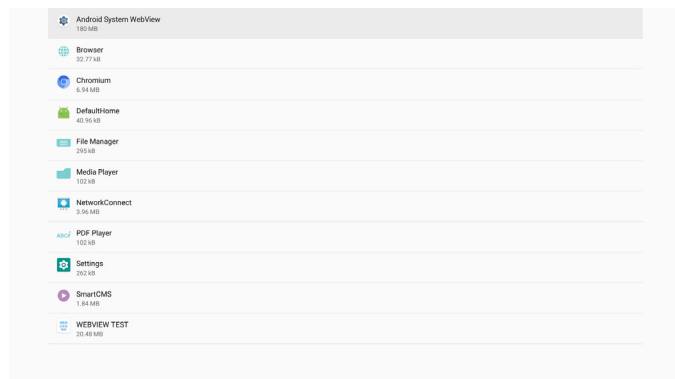 Android System WebView
180 MB
Browser
32.77 kB
Chromium
6.94 MB
DefaultHome
40.96 kB
File Manager
295 kB
Media Player
102 kB
NetworkConnect
3.96 MB
PDF Player
102 kB
Settings
262 kB
SmartCMS
1.84 MB
WEBVIEW TEST
20.48 MB